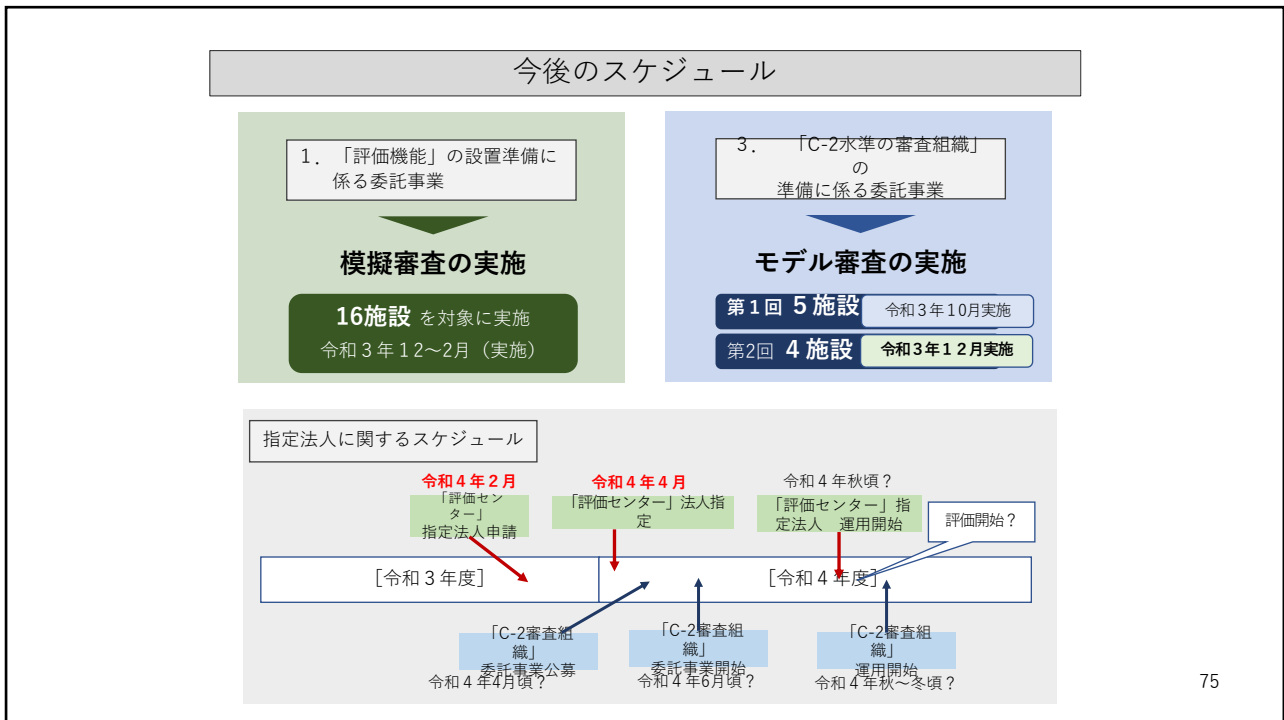 今後のスケジュール
1．「評価機能」の設置準備に
係る委託事業
模擬審査の実施
16施設 を対象に実施
令和３年１２～２月（実施）
3．　「C-2水準の審査組織」
の
準備に係る委託事業
モデル審査の実施
第１回 ５施設 令和３年１０月実施
第2回 ４施設 令和３年１２月実施
指定法人に関するスケジュール
令和４年２月
「評価セン
ター」
指定法人申請
令和４年４月
「評価センター」法人指
定
令和４年秋頃？
「評価センター」指
定法人　運用開始
評価開始？
［令和３年度］
［令和４年度］
「C-2審査組
織」
委託事業公募
令和４年4月頃？
「C-2審査組
織」
委託事業開始
令和４年6月頃？
「C-2審査組
織」
運用開始
令和４年秋～冬頃？
75